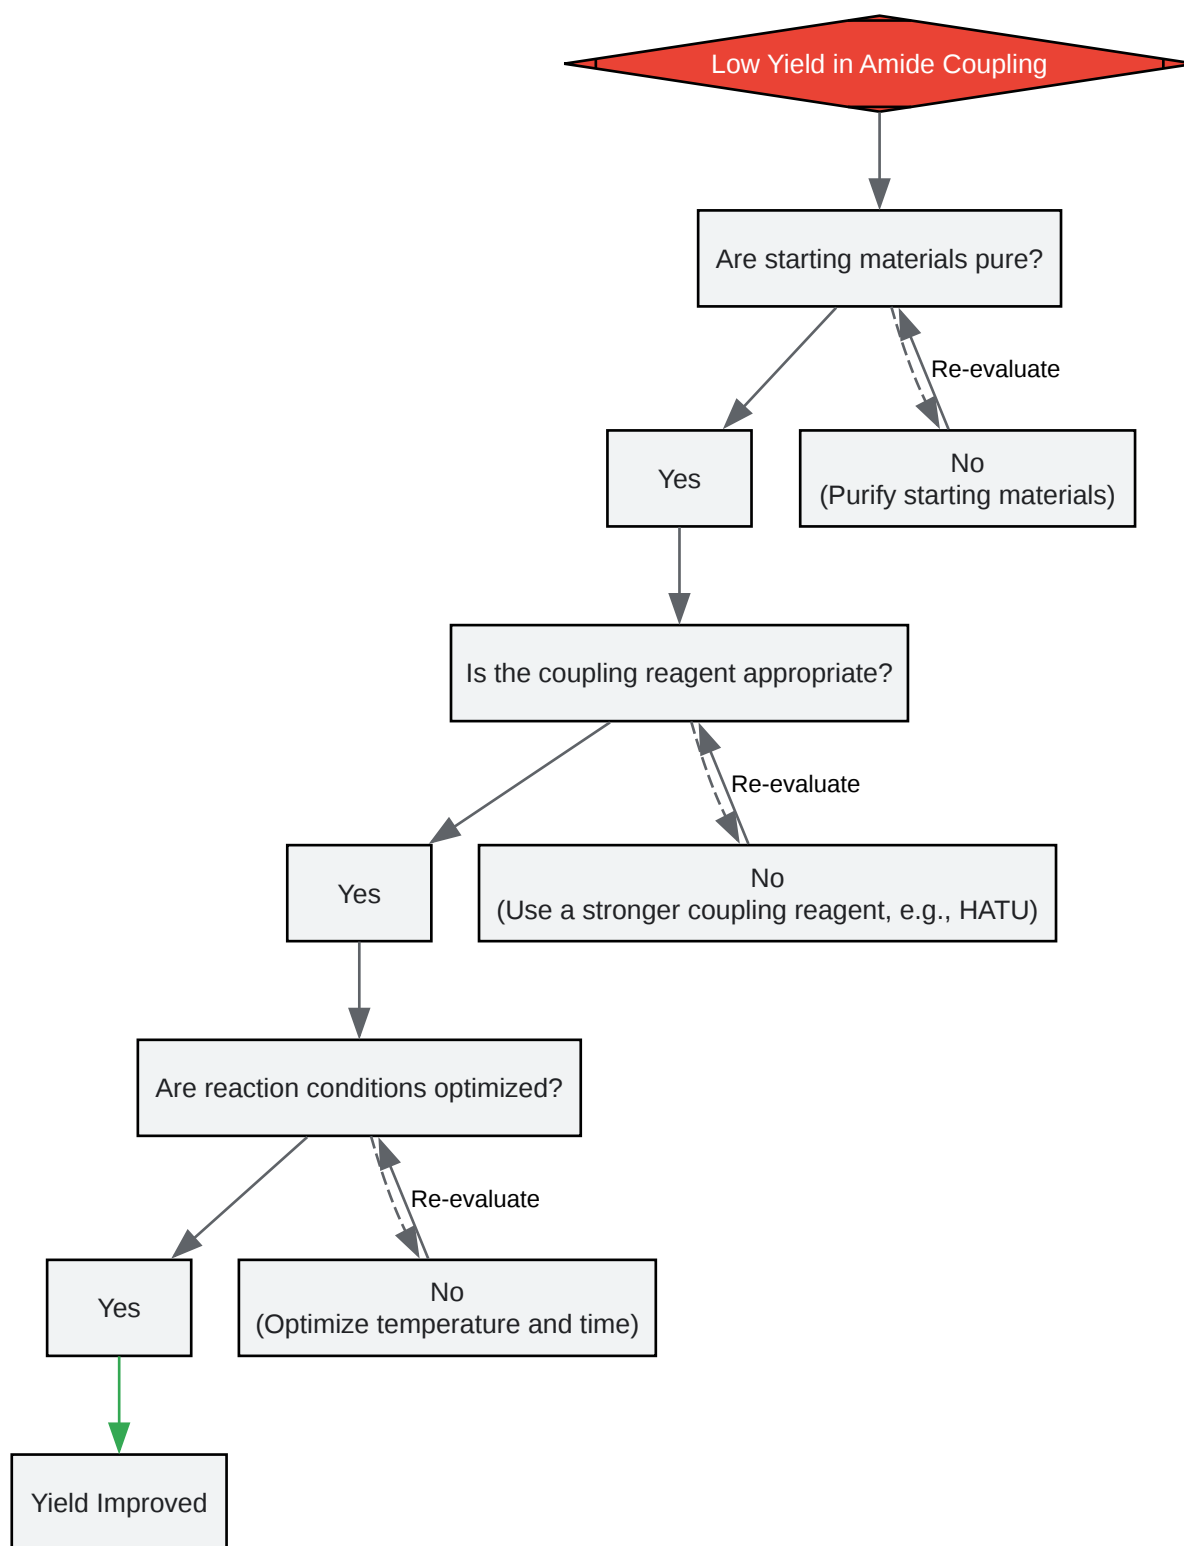 Low Yield in Amide Coupling
Are starting materials pure?
Re-evaluate
Yes
No
(Purify starting materials)
Is the coupling reagent appropriate?
Re-evaluate
Yes
No
(Use a stronger coupling reagent, e.g., HATU)
Are reaction conditions optimized?
Re-evaluate
Yes
No
(Optimize temperature and time)
Yield Improved